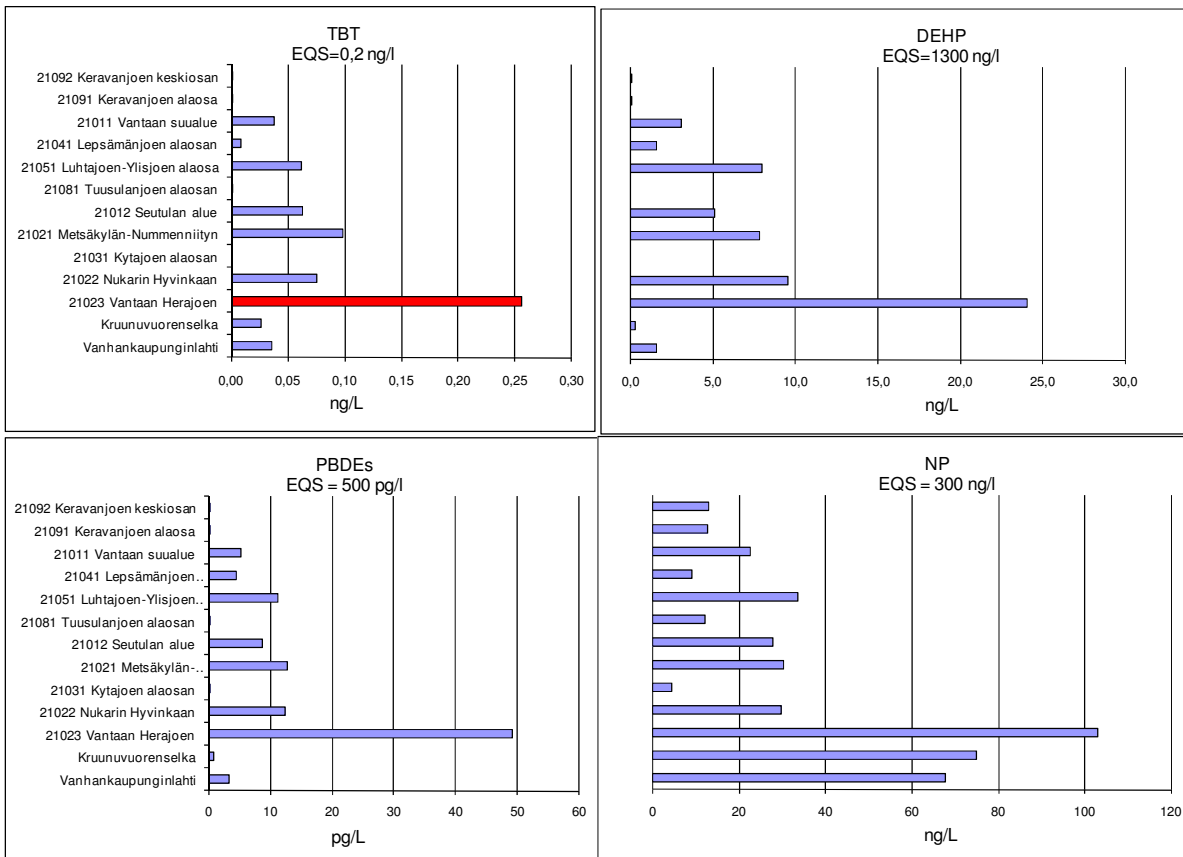 TBT
EQS=0,2 ng/l
21092 Keravanjoen keskiosan
21091 Keravanjoen alaosa
21011 Vantaan suualue
21041 Lepsämänjoen alaosan
21051 Luhtajoen-Ylisjoen alaosa
21081 Tuusulanjoen alaosan
21012 Seutulan alue
21021 Metsäkylän-Nummenniityn
21031 Kytajoen alaosan
21022 Nukarin Hyvinkaan
21023 Vantaan Herajoen
Kruunuvuorenselka
Vanhankaupunginlahti
0,00 0,05 0,10 0,15 0,20 0,25 0,30
ng/L
DEHP
EQS=1300 ng/l
0,0 5,0 10,0 15,0 20,0 25,0 30,0
ng/L
PBDEs
EQS = 500 pg/l
21092 Keravanjoen keskiosan
21091 Keravanjoen alaosa
21011 Vantaan suualue
21041 Lepsämänjoen..
21051 Luhtajoen-Ylisjoen..
21081 Tuusulanjoen alaosan
21012 Seutulan alue
21021 Metsäkylän-..
21031 Kytajoen alaosan
21022 Nukarin Hyvinkaan
21023 Vantaan Herajoen
Kruunuvuorenselka
Vanhankaupunginlahti
0 10 20 30 40 50 60
pg/L
NP
EQS = 300 ng/l
0 20 40 60 80 100 120
ng/L